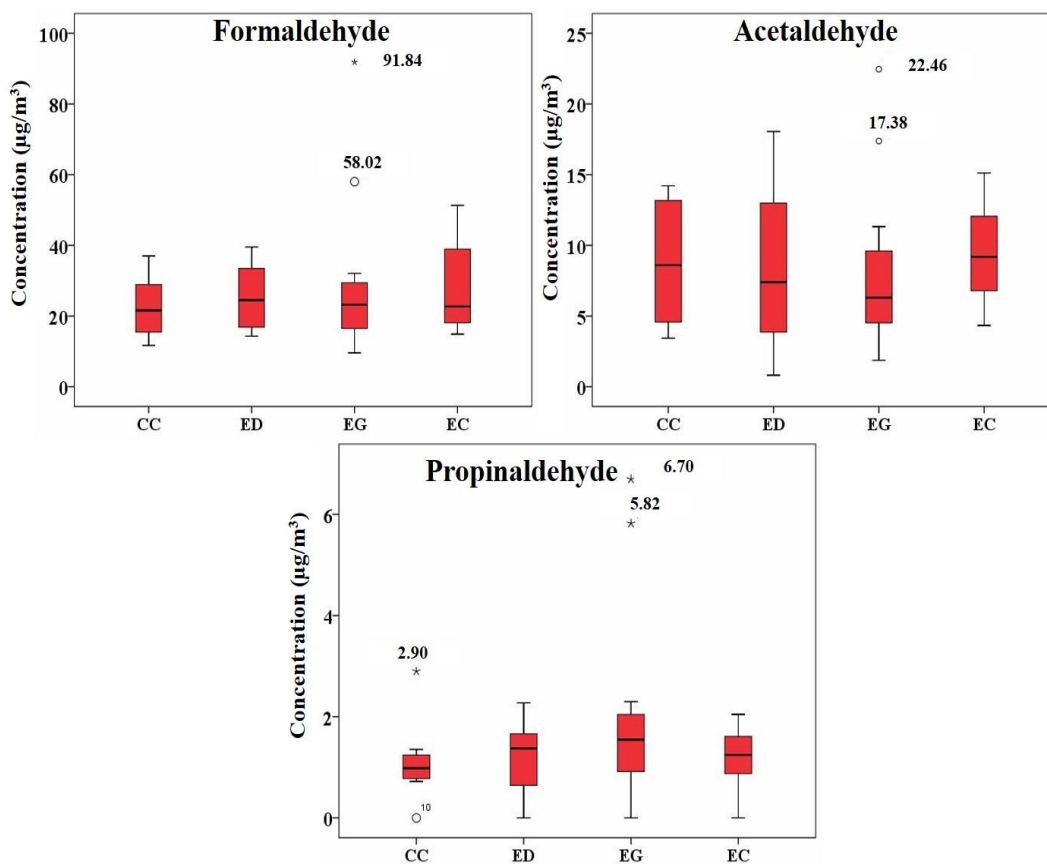 Formaldehyde
Concentration (µg/m³)
100
80
60
40
20
0
91.84
58.02
CC ED EG EC
Acetaldehyde
Concentration (µg/m³)
25
20
15
10
5
0
22.46
17.38
CC ED EG EC
Propinaldehyde
Concentration (µg/m³)
6
4
2
0
6.70
5.82
2.90
10
CC ED EG EC